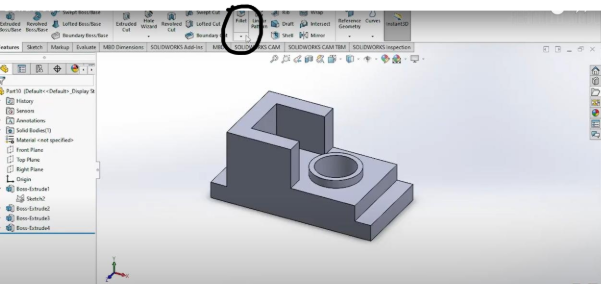 Swept Boss/Base
Swept Cut
Rib
Wrap
Extruded Boss/Base
Revolved Boss/Base
Lofted Boss/Base
Extruded Cut
Hole Wizard
Revolved Cut
Lofted Cut
Fillet
Linear Pattern
Draft
Intersect
Reference Geometry
Curves
Instant3D
Boundary Boss/Base
Boundary Cut
Shell
Mirror
Features Sketch Markup Evaluate MBD Dimensions SOLIDWORKS Add-Ins MBD SOLIDWORKS CAM SOLIDWORKS CAM TBM SOLIDWORKS Inspection
Part10 (Default<<Default>_Display St
History
Sensors
Annotations
Solid Bodies(1)
Material <not specified>
Front Plane
Top Plane
Right Plane
Origin
Boss-Extrude1
Sketch2
Boss-Extrude2
Boss-Extrude3
Boss-Extrude4